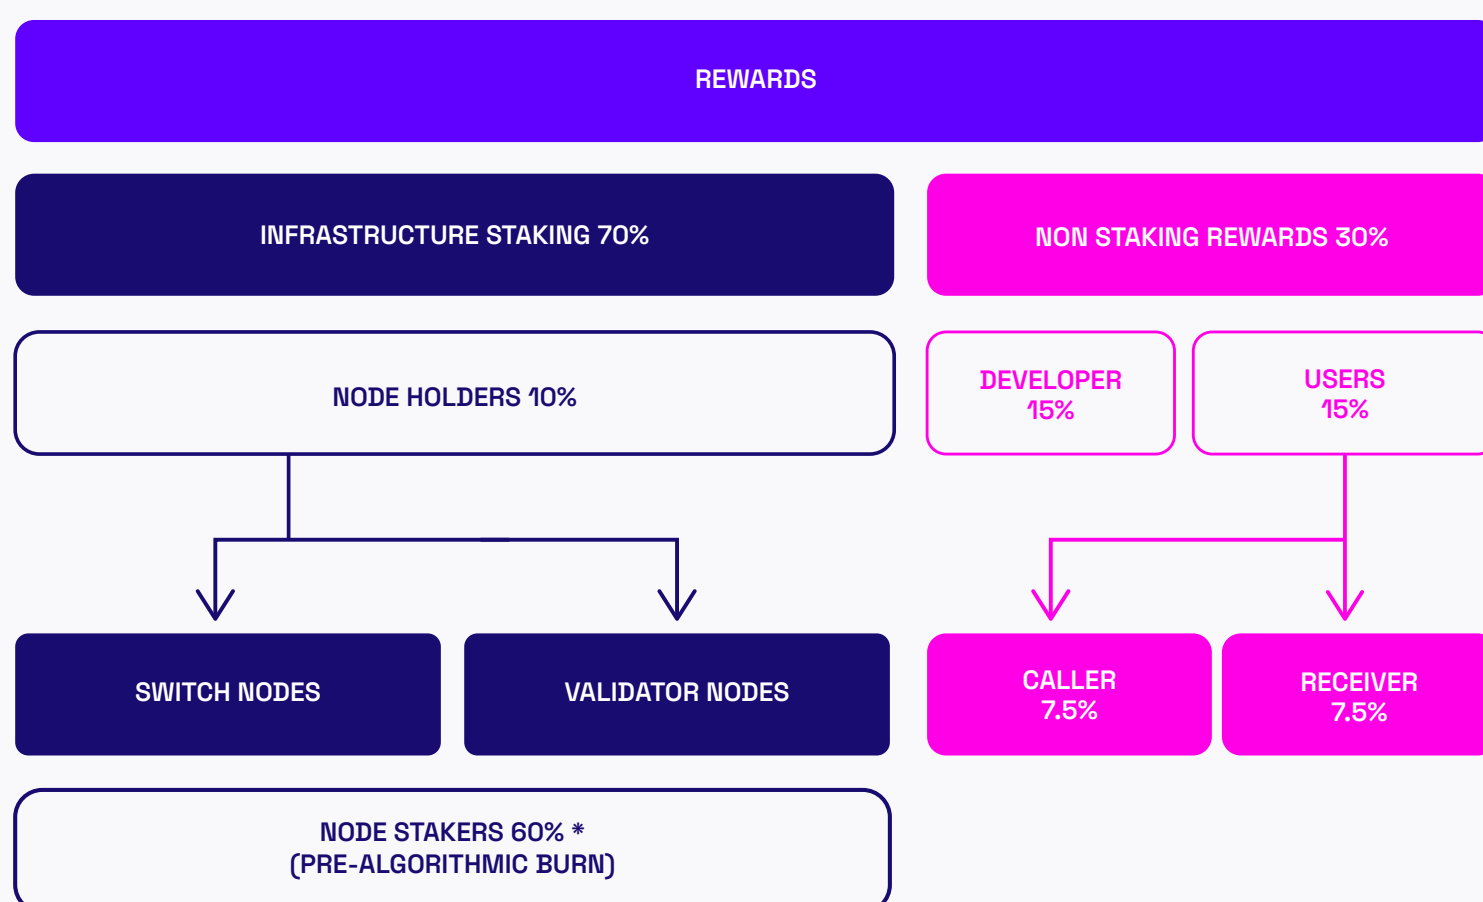 REWARDS
INFRASTRUCTURE STAKING 70%
NON STAKING REWARDS 30%
NODE HOLDERS 10%
DEVELOPER
15%
USERS
15%
SWITCH NODES
VALIDATOR NODES
CALLER
7.5%
RECEIVER
7.5%
NODE STAKERS 60% *
(PRE-ALGORITHMIC BURN)